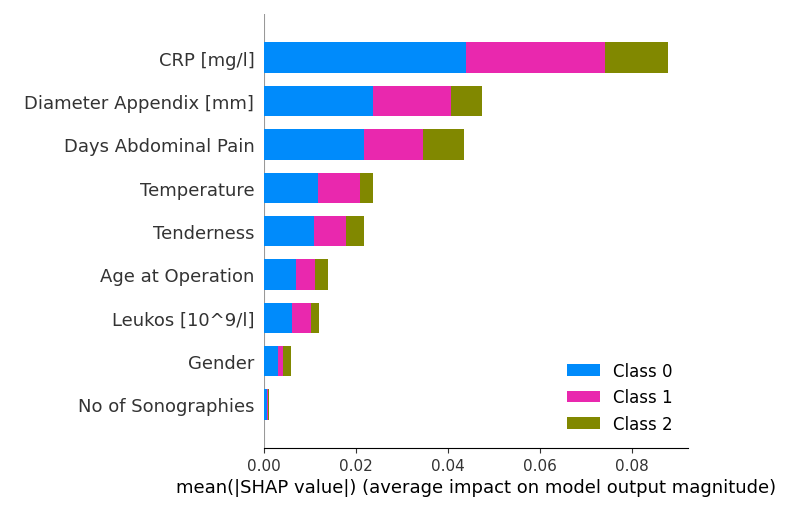 CRP [mg/l]
Diameter Appendix [mm]
Days Abdominal Pain
Temperature
Tenderness
Age at Operation
Leukos [10^9/l]
Gender
No of Sonographies
Class 0
Class 1
Class 2
0.00 0.02 0.04 0.06 0.08
mean(|SHAP value|) (average impact on model output magnitude)